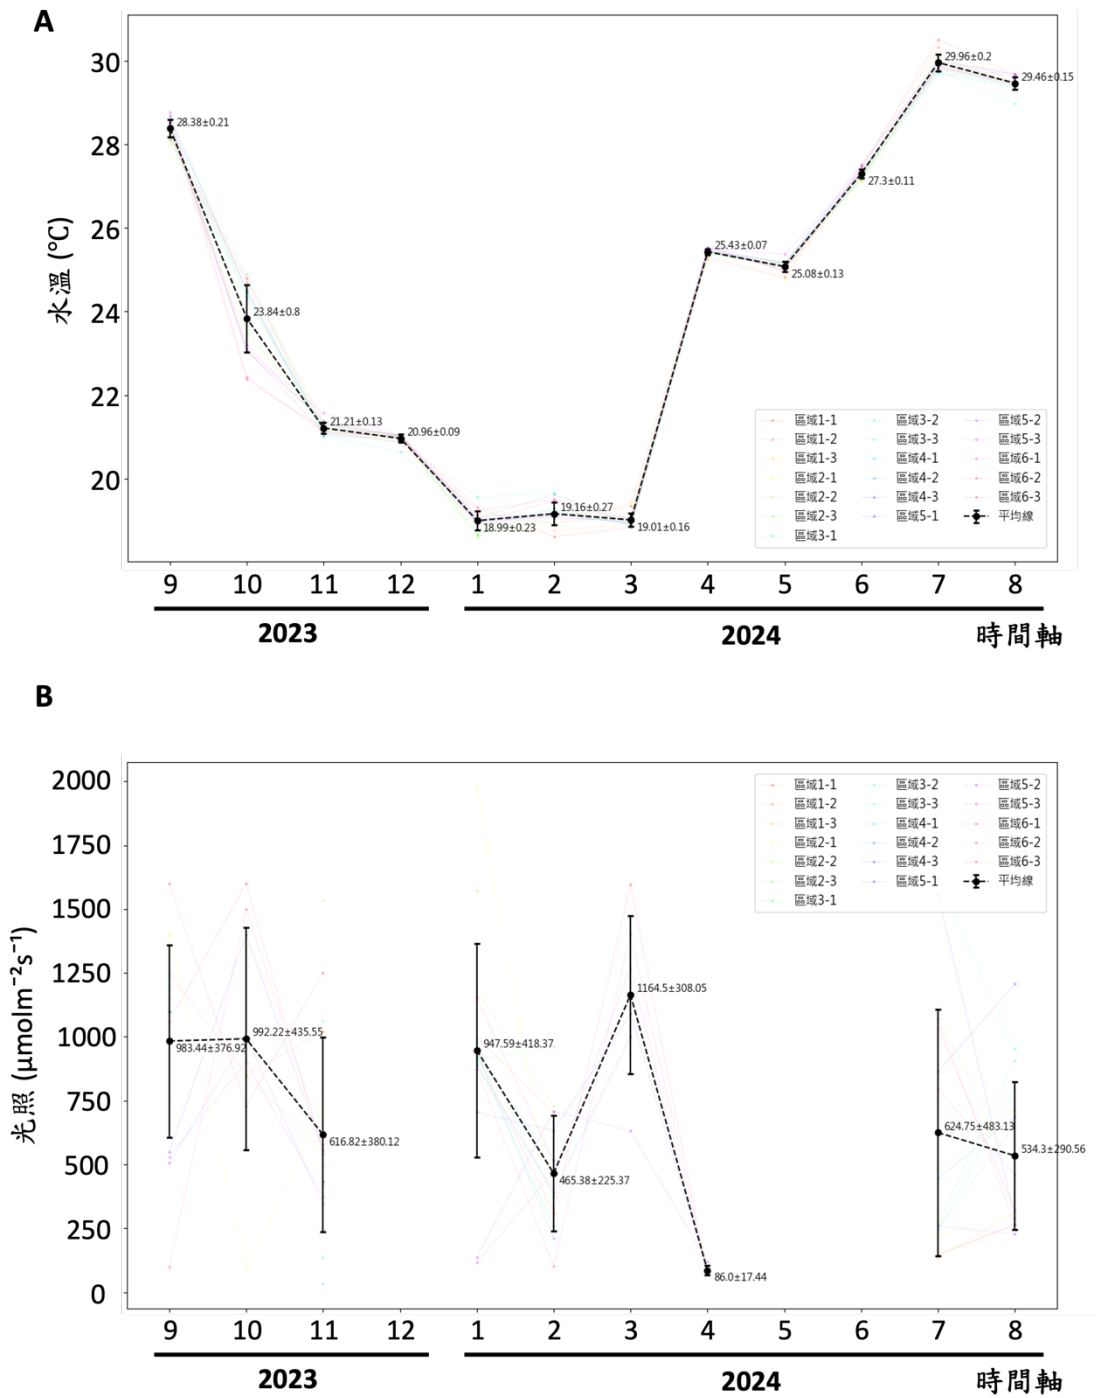 A
水溫 (°C)
30
28
26
24
22
20
28.38±0.21
23.84±0.8
21.21±0.13
20.96±0.09
18.99±0.23
19.16±0.27
19.01±0.16
25.43±0.07
25.08±0.13
27.3±0.11
29.96±0.2
29.46±0.15
區域1-1 區域3-2 區域5-2
區域1-2 區域3-3 區域5-3
區域1-3 區域4-1 區域6-1
區域2-1 區域4-2 區域6-2
區域2-2 區域4-3 區域6-3
區域2-3 區域5-1 平均線
區域3-1
9 10 11 12 1 2 3 4 5 6 7 8
2023 2024 時間軸
B
光照 (μmolm⁻²s⁻¹)
2000
1750
1500
1250
1000
750
500
250
0
983.44±376.92
992.22±435.55
616.82±380.12
947.59±418.37
465.38±225.37
1164.5±308.05
86.0±17.44
624.75±483.13
534.3±290.56
區域1-1 區域3-2 區域5-2
區域1-2 區域3-3 區域5-3
區域1-3 區域4-1 區域6-1
區域2-1 區域4-2 區域6-2
區域2-2 區域4-3 區域6-3
區域2-3 區域5-1 平均線
區域3-1
9 10 11 12 1 2 3 4 5 6 7 8
2023 2024 時間軸